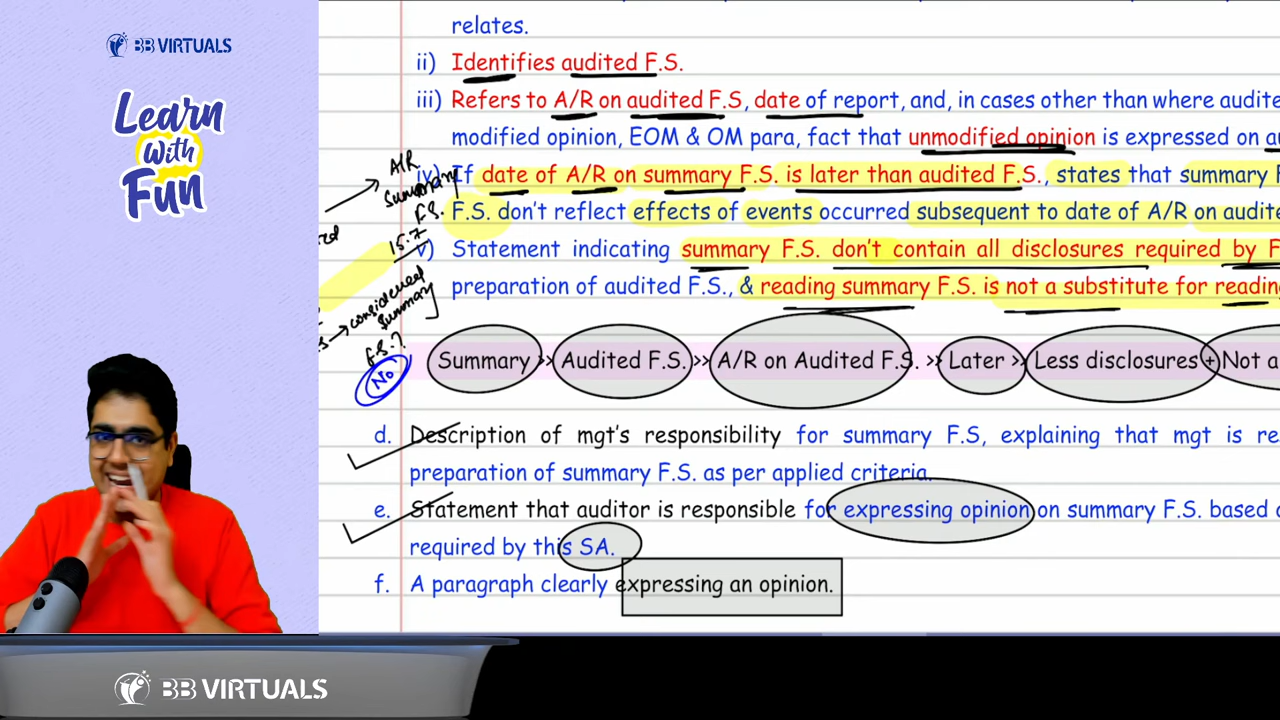 BB VIRTUALS
Learn
With
Fun
relates.
ii) Identifies audited F.S.
iii) Refers to A/R on audited F.S, date of report, and, in cases other than where audite
modified opinion, EOM & OM para, fact that unmodified opinion is expressed on
iv) If date of A/R on summary F.S. is later than audited F.S., states that summary F
F.S. don't reflect effects of events occurred subsequent to date of A/R on audite
v) Statement indicating summary F.S. don't contain all disclosures required by F
preparation of audited F.S., & reading summary F.S. is not a substitute for reading
A/R
Summary
F.S.
15.7
considered
Summary
F.S.?
No
Summary >> Audited F.S. >> A/R on Audited F.S. >> Later >> Less disclosures + Not a
d. Description of mgt's responsibility for summary F.S, explaining that mgt is re
preparation of summary F.S. as per applied criteria.
e. Statement that auditor is responsible for expressing opinion on summary F.S. based
required by this SA.
f. A paragraph clearly expressing an opinion.
BB VIRTUALS